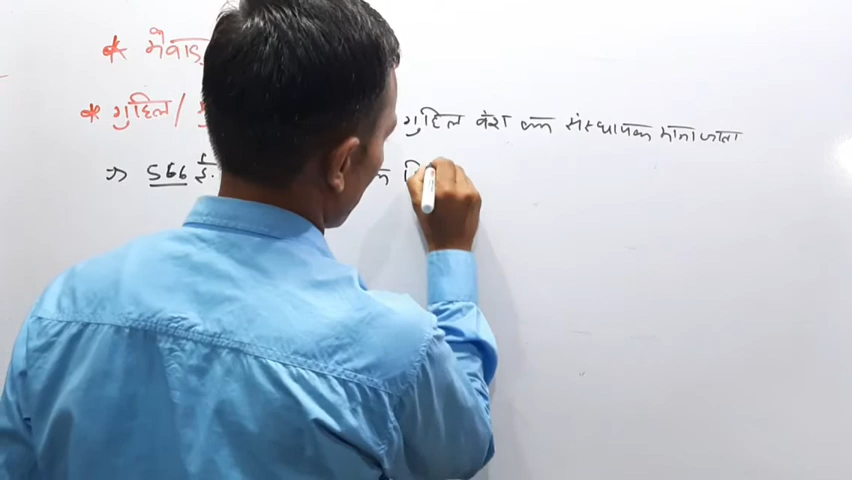 * मेवाड़
* गुहिल / गुहिल वंश का संस्थापक माना जाता
=> 566 ई.